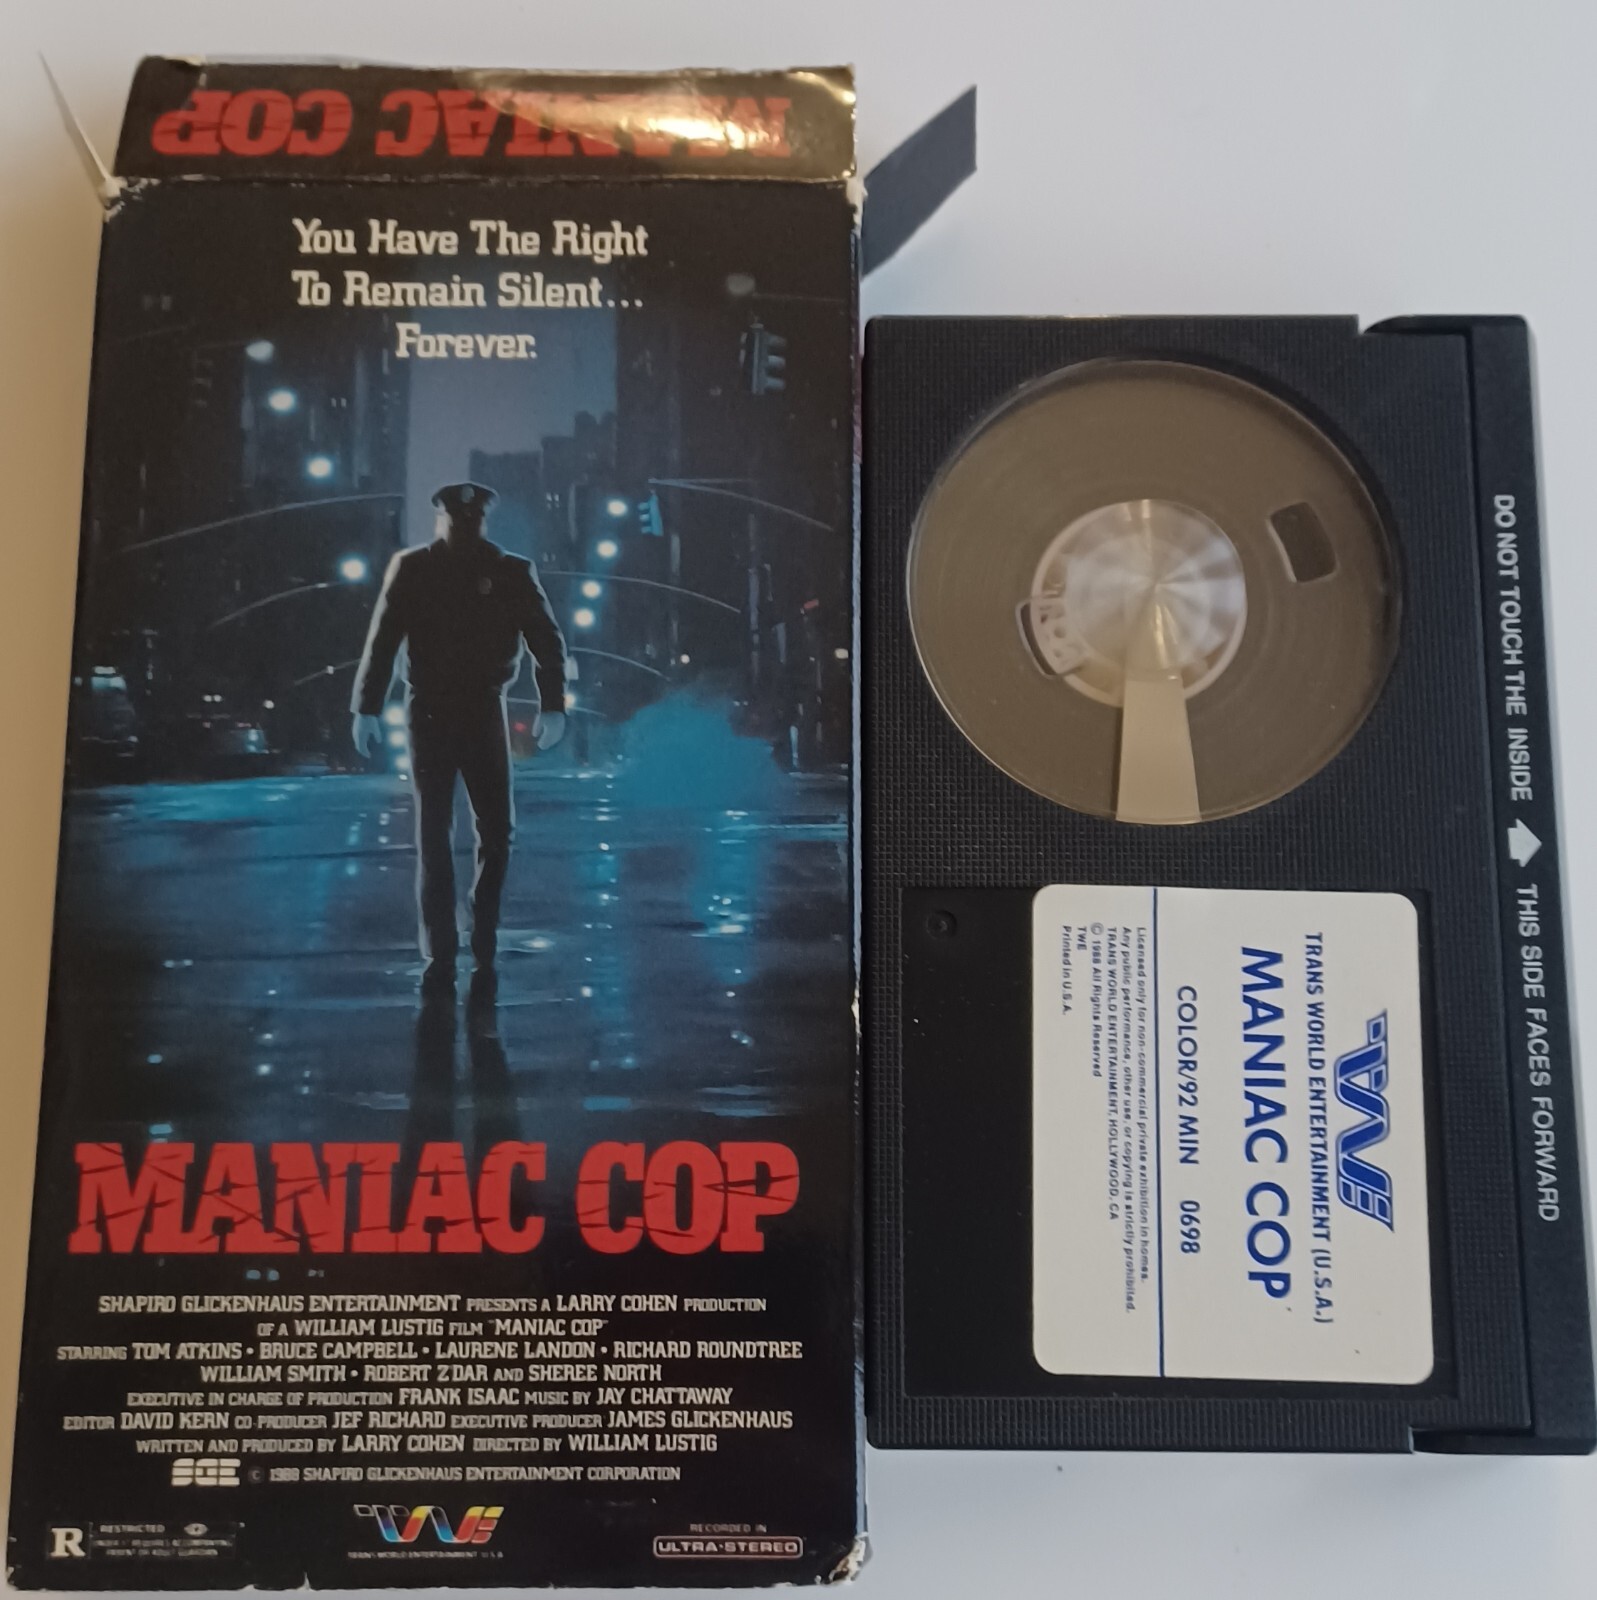 MANIAC COP
You Have The Right
To Remain Silent...
Forever.
MANIAC COP
SHAPIRO GLICKENHAUS ENTERTAINMENT PRESENTS A LARRY COHEN PRODUCTION
OF A WILLIAM LUSTIG FILM "MANIAC COP"
STARRING TOM ATKINS • BRUCE CAMPBELL • LAURENE LANDON • RICHARD ROUNDTREE
WILLIAM SMITH • ROBERT Z'DAR AND SHEREE NORTH
EXECUTIVE IN CHARGE OF PRODUCTION FRANK ISAAC MUSIC BY JAY CHATTAWAY
EDITOR DAVID KERN CO-PRODUCER JEF RICHARD EXECUTIVE PRODUCER JAMES GLICKENHAUS
WRITTEN AND PRODUCED BY LARRY COHEN DIRECTED BY WILLIAM LUSTIG
SGE © 1988 SHAPIRO GLICKENHAUS ENTERTAINMENT CORPORATION
R RESTRICTED
TWE
TRANS WORLD ENTERTAINMENT U.S.A
RECORDED IN
ULTRA-STEREO
DO NOT TOUCH THE INSIDE THIS SIDE FACES FORWARD
TWE
TRANS WORLD ENTERTAINMENT (U.S.A.)
MANIAC COP
COLOR/92 MIN 0698
Licensed only for non-commercial private exhibition in homes.
Any public performance, other use, or copying is strictly prohibited.
TRANS WORLD ENTERTAINMENT, HOLLYWOOD, CA
© 1988 All Rights Reserved
TWE
Printed in U.S.A.